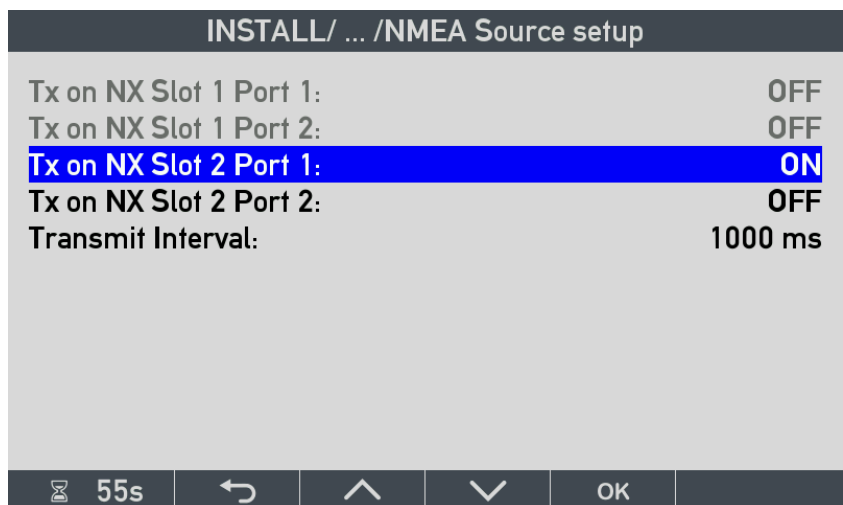 INSTALL/ ... /NMEA Source setup
Tx on NX Slot 1 Port 1: OFF
Tx on NX Slot 1 Port 2: OFF
Tx on NX Slot 2 Port 1: ON
Tx on NX Slot 2 Port 2: OFF
Transmit Interval: 1000 ms
55s OK